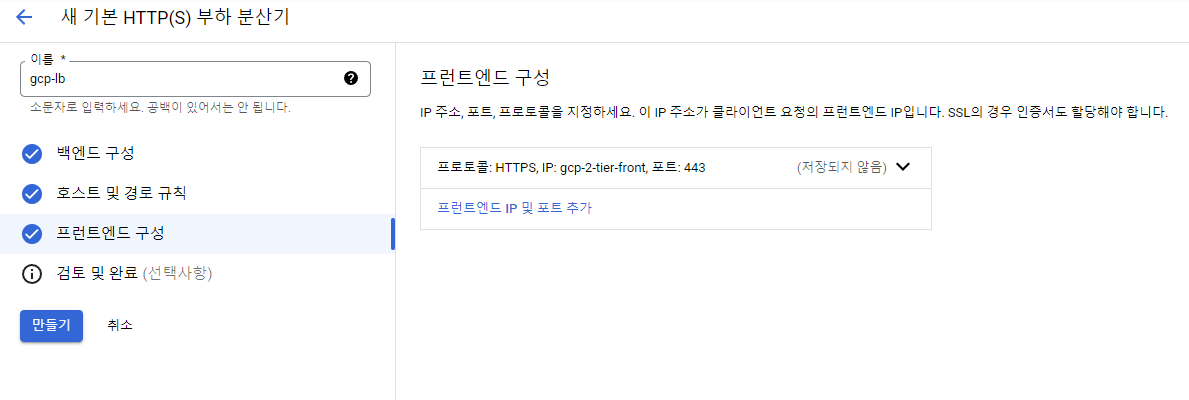 새 기본 HTTP(S) 부하 분산기
이름 *
gcp-lb
소문자로 입력하세요. 공백이 있어서는 안 됩니다.
백엔드 구성
호스트 및 경로 규칙
프런트엔드 구성
검토 및 완료 (선택사항)
만들기 취소
프런트엔드 구성
IP 주소, 포트, 프로토콜을 지정하세요. 이 IP 주소가 클라이언트 요청의 프런트엔드 IP입니다. SSL의 경우 인증서도 할당해야 합니다.
프로토콜: HTTPS, IP: gcp-2-tier-front, 포트: 443 (저장되지 않음)
프런트엔드 IP 및 포트 추가